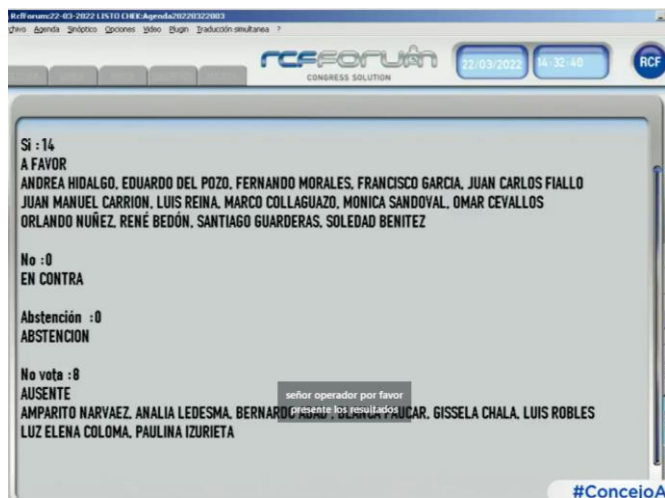 RcfForum:22-03-2022 LISTO CHEK:Agenda20220322003
chivo Agenda Sinóptico Opciones Video Plugin Traducción simultanea ?
RCFFORUM
CONGRESS SOLUTION
22/03/2022
14:32:40
RCF
Si :14
A FAVOR
ANDREA HIDALGO, EDUARDO DEL POZO, FERNANDO MORALES, FRANCISCO GARCIA, JUAN CARLOS FIALLO
JUAN MANUEL CARRION, LUIS REINA, MARCO COLLAGUAZO, MONICA SANDOVAL, OMAR CEVALLOS
ORLANDO NUÑEZ, RENÉ BEDÓN, SANTIAGO GUARDERAS, SOLEDAD BENITEZ
No :0
EN CONTRA
Abstención :0
ABSTENCION
No vota :8
AUSENTE
AMPARITO NARVAEZ, ANALIA LEDESMA, BERNARDO ABAD , BLANCA PAUCAR, GISSELA CHALA, LUIS ROBLES
LUZ ELENA COLOMA, PAULINA IZURIETA
señor operador por favor
presente los resultados
#ConcejoA